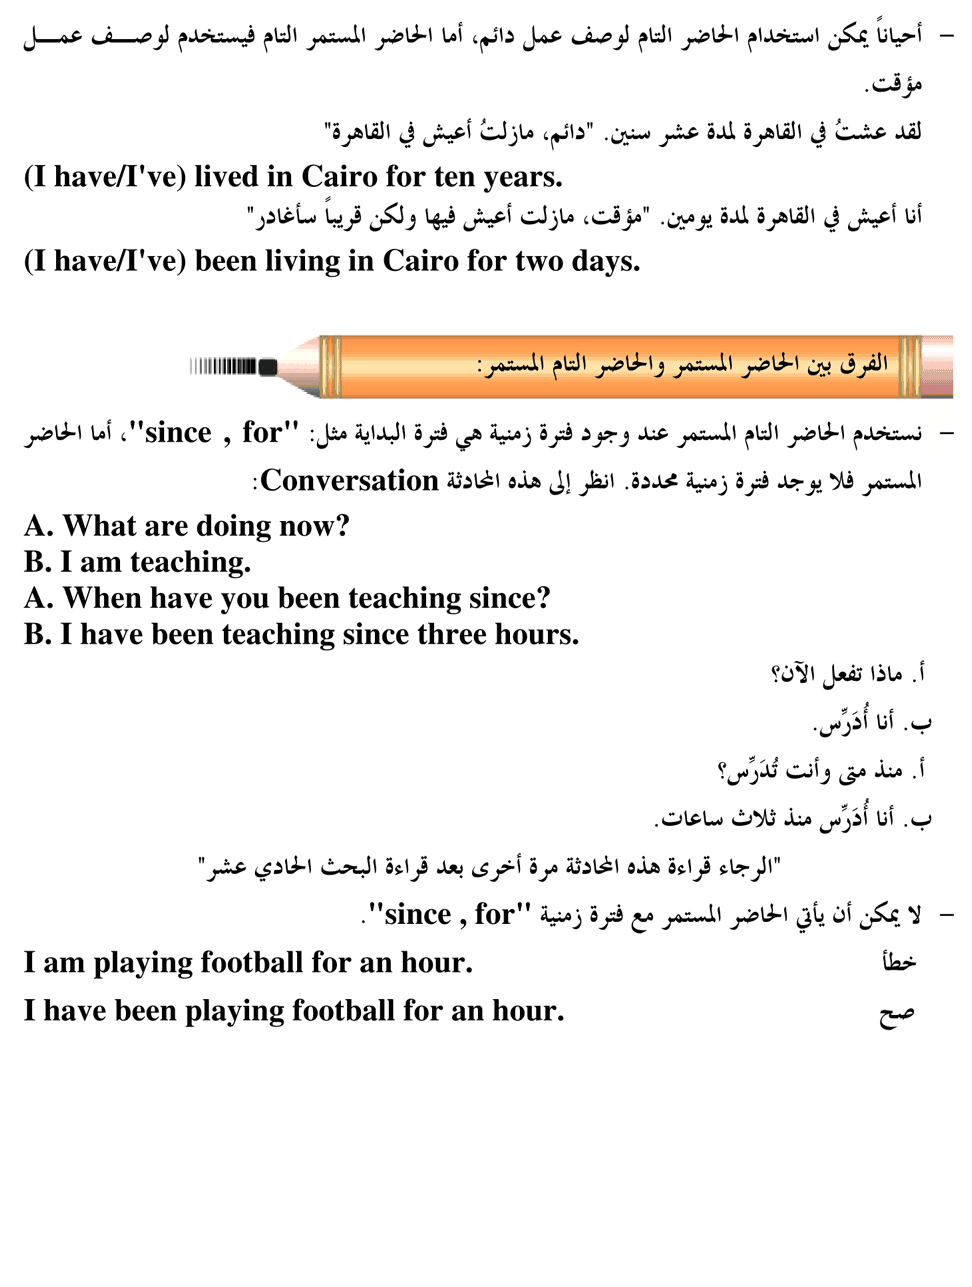 – أحياناً يمكن استخدام الحاضر التام لوصف عمل دائم، أما الحاضر المستمر التام فيستخدم لوصف عمل
مؤقت.
لقد عشتُ في القاهرة لمدة عشر سنين. "دائم، مازلتُ أعيش في القاهرة"
(I have/I've) lived in Cairo for ten years.
أنا أعيش في القاهرة لمدة يومين. "مؤقت، مازلت أعيش فيها ولكن قريباً سأغادر"
(I have/I've) been living in Cairo for two days.
الفرق بين الحاضر المستمر والحاضر التام المستمر:
– نستخدم الحاضر التام المستمر عند وجود فترة زمنية هي فترة البداية مثل: "since , for"، أما الحاضر
المستمر فلا يوجد فترة زمنية محددة. انظر إلى هذه المحادثة Conversation:
A. What are doing now?
B. I am teaching.
A. When have you been teaching since?
B. I have been teaching since three hours.
أ. ماذا تفعل الآن؟
ب. أنا أُدَرِّس.
أ. منذ متى وأنت تُدَرِّس؟
ب. أنا أُدَرِّس منذ ثلاث ساعات.
"الرجاء قراءة هذه المحادثة مرة أخرى بعد قراءة البحث الحادي عشر"
– لا يمكن أن يأتي الحاضر المستمر مع فترة زمنية "since , for".
I am playing football for an hour. خطأ
I have been playing football for an hour. صح